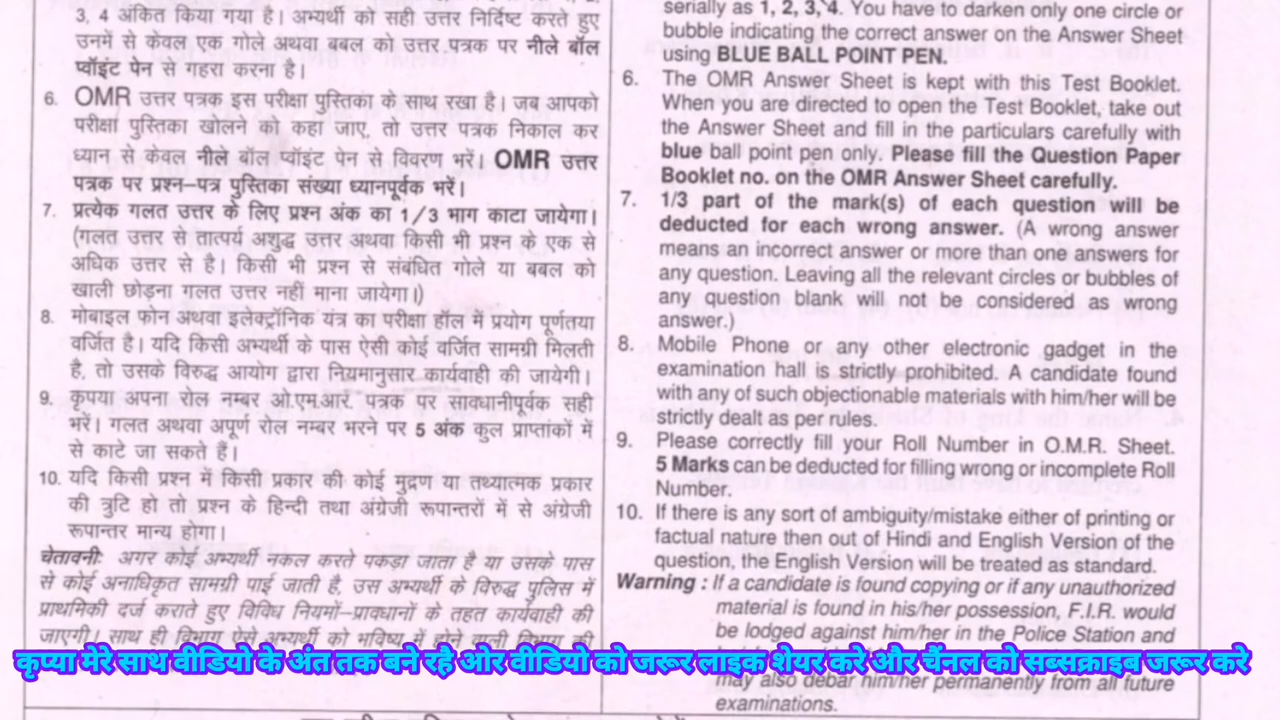 3, 4 अंकित किया गया है। अभ्यर्थी को सही उत्तर निर्दिष्ट करते हुए
उनमें से केवल एक गोले अथवा बबल को उत्तर पत्रक पर नीले बॉल
प्वॉइंट पेन से गहरा करना है।
6. OMR उत्तर पत्रक इस परीक्षा पुस्तिका के साथ रखा है। जब आपको
परीक्षा पुस्तिका खोलने को कहा जाए, तो उत्तर पत्रक निकाल कर
ध्यान से केवल नीले बॉल प्वॉइंट पेन से विवरण भरें। OMR उत्तर
पत्रक पर प्रश्न-पत्र पुस्तिका संख्या ध्यानपूर्वक भरें।
7. प्रत्येक गलत उत्तर के लिए प्रश्न अंक का 1/3 भाग काटा जायेगा।
(गलत उत्तर से तात्पर्य अशुद्ध उत्तर अथवा किसी भी प्रश्न के एक से
अधिक उत्तर से है। किसी भी प्रश्न से संबंधित गोले या बबल को
खाली छोड़ना गलत उत्तर नहीं माना जायेगा।)
8. मोबाइल फोन अथवा इलेक्ट्रॉनिक यंत्र का परीक्षा हॉल में प्रयोग पूर्णतया
वर्जित है। यदि किसी अभ्यर्थी के पास ऐसी कोई वर्जित सामग्री मिलती
है, तो उसके विरुद्ध आयोग द्वारा नियमानुसार कार्यवाही की जायेगी।
9. कृपया अपना रोल नम्बर ओ.एम.आर. पत्रक पर सावधानीपूर्वक सही
भरें। गलत अथवा अपूर्ण रोल नम्बर भरने पर 5 अंक कुल प्राप्तांकों में
से काटे जा सकते हैं।
10. यदि किसी प्रश्न में किसी प्रकार की कोई मुद्रण या तथ्यात्मक प्रकार
की त्रुटि हो तो प्रश्न के हिन्दी तथा अंग्रेजी रूपान्तरों में से अंग्रेजी
रूपान्तर मान्य होगा।
चेतावनी: अगर कोई अभ्यर्थी नकल करते पकड़ा जाता है या उसके पास
से कोई अनाधिकृत सामग्री पाई जाती है, उस अभ्यर्थी के विरुद्ध पुलिस में
प्राथमिकी दर्ज कराते हुए विविध नियमों-प्रावधानों के तहत कार्यवाही की
जाएगी। साथ ही विभाग ऐसे अभ्यर्थी को भविष्य में होने वाली विभाग की
serially as 1, 2, 3, 4. You have to darken only one circle or
bubble indicating the correct answer on the Answer Sheet
using BLUE BALL POINT PEN.
6. The OMR Answer Sheet is kept with this Test Booklet.
When you are directed to open the Test Booklet, take out
the Answer Sheet and fill in the particulars carefully with
blue ball point pen only. Please fill the Question Paper
Booklet no. on the OMR Answer Sheet carefully.
7. 1/3 part of the mark(s) of each question will be
deducted for each wrong answer. (A wrong answer
means an incorrect answer or more than one answers for
any question. Leaving all the relevant circles or bubbles of
any question blank will not be considered as wrong
answer.)
8. Mobile Phone or any other electronic gadget in the
examination hall is strictly prohibited. A candidate found
with any of such objectionable materials with him/her will be
strictly dealt as per rules.
9. Please correctly fill your Roll Number in O.M.R. Sheet.
5 Marks can be deducted for filling wrong or incomplete Roll
Number.
10. If there is any sort of ambiguity/mistake either of printing or
factual nature then out of Hindi and English Version of the
question, the English Version will be treated as standard.
Warning : If a candidate is found copying or if any unauthorized
material is found in his/her possession, F.I.R. would
be lodged against him/her in the Police Station and
may also debar him/her permanently from all future
examinations.
कृप्या मेरे साथ वीडियो के अंत तक बने रहै ओर वीडियो को जरूर लाइक शेयर करे और चैंनल को सब्सक्राइब जरूर करे